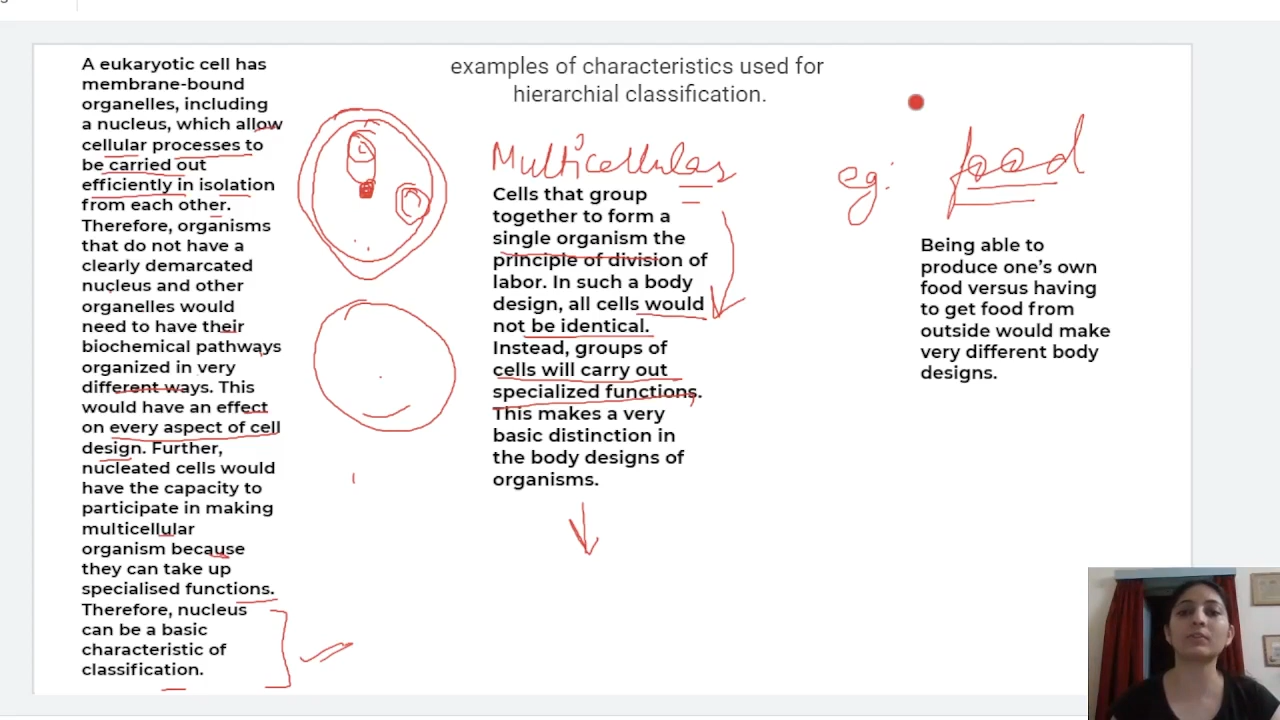 examples of characteristics used for
hierarchial classification.
A eukaryotic cell has
membrane-bound
organelles, including
a nucleus, which allow
cellular processes to
be carried out
efficiently in isolation
from each other.
Therefore, organisms
that do not have a
clearly demarcated
nucleus and other
organelles would
need to have their
biochemical pathways
organized in very
different ways. This
would have an effect
on every aspect of cell
design. Further,
nucleated cells would
have the capacity to
participate in making
multicellular
organism because
they can take up
specialised functions.
Therefore, nucleus
can be a basic
characteristic of
classification.
Multicellular
Cells that group
together to form a
single organism the
principle of division of
labor. In such a body
design, all cells would
not be identical.
Instead, groups of
cells will carry out
specialized functions.
This makes a very
basic distinction in
the body designs of
organisms.
eg: food
Being able to
produce one's own
food versus having
to get food from
outside would make
very different body
designs.